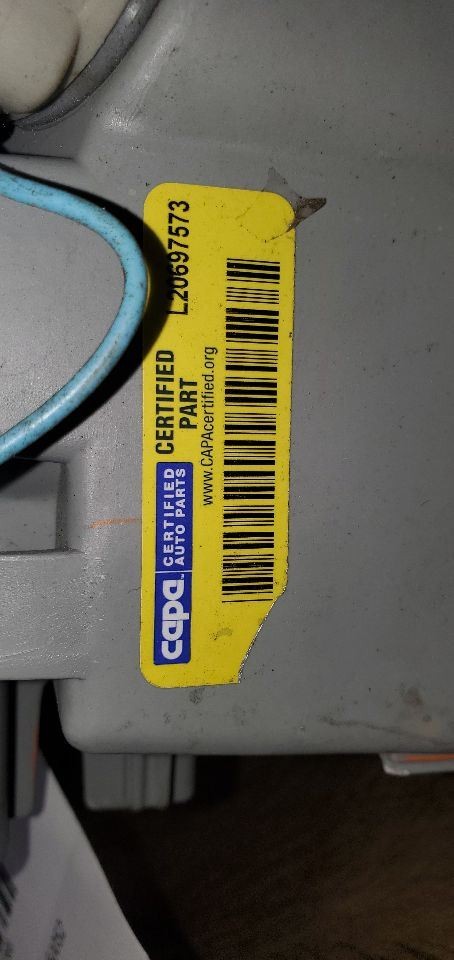 capa
CERTIFIED
AUTO PARTS
CERTIFIED
PART
L20697573
www.CAPAcertified.org